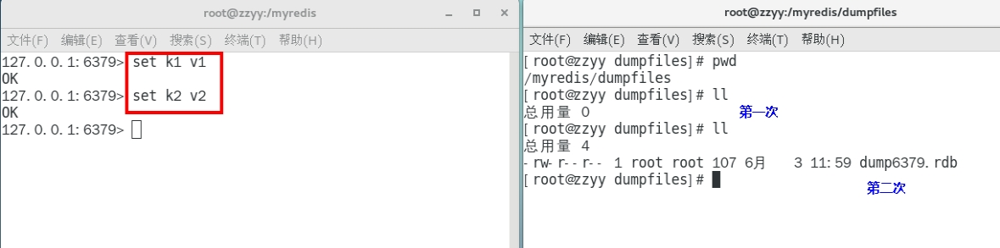 root@zzyy:/myredis
文件(F) 编辑(E) 查看(V) 搜索(S) 终端(T) 帮助(H)
127.0.0.1:6379> set k1 v1
OK
127.0.0.1:6379> set k2 v2
OK
127.0.0.1:6379>
root@zzyy:/myredis/dumpfiles
文件(F) 编辑(E) 查看(V) 搜索(S) 终端(T) 帮助(H)
[root@zzyy dumpfiles]# pwd
/myredis/dumpfiles
[root@zzyy dumpfiles]# ll
总用量 0 第一次
[root@zzyy dumpfiles]# ll
总用量 4
-rw-r--r-- 1 root root 107 6月 3 11:59 dump6379.rdb
[root@zzyy dumpfiles]#
第二次